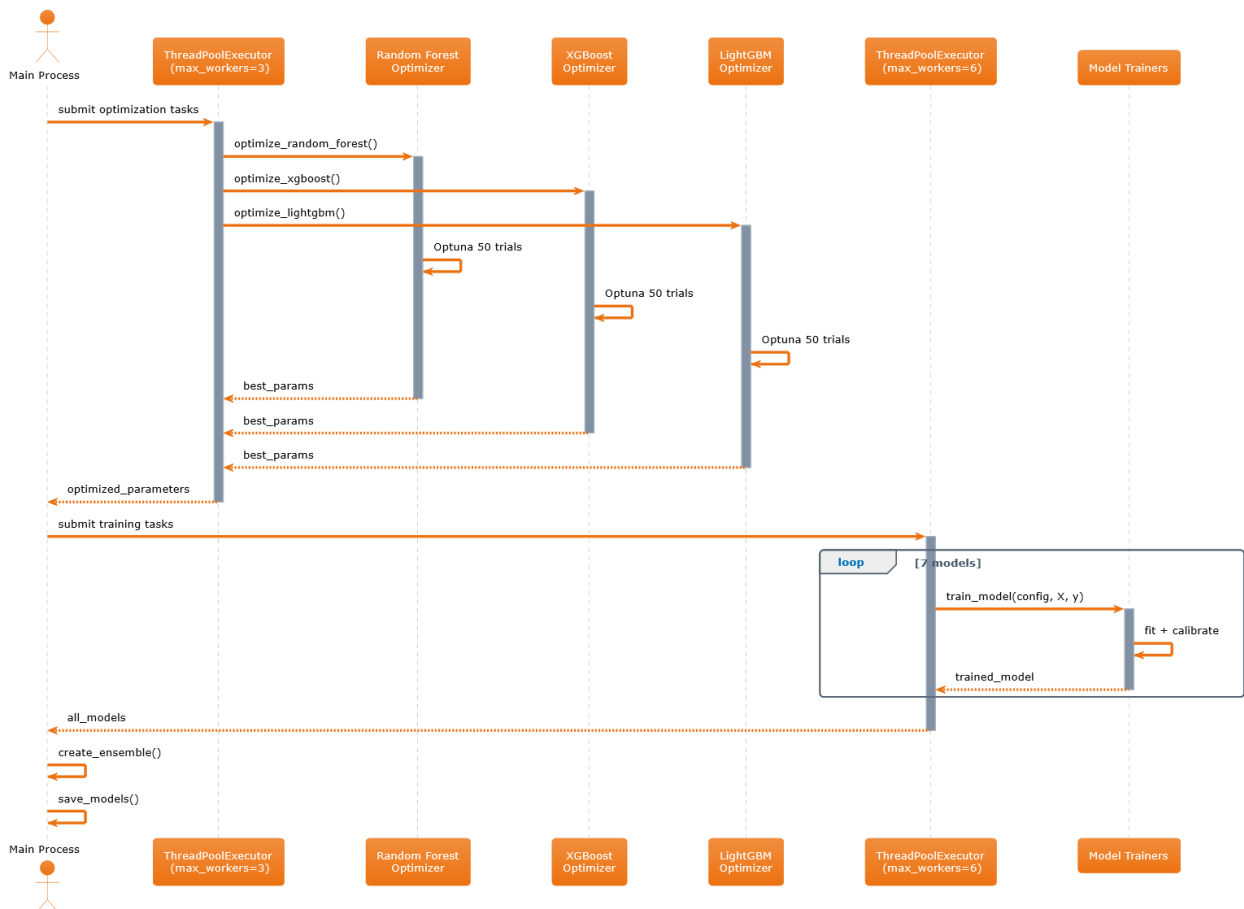 Main Process
ThreadPoolExecutor
(max_workers=3)
Random Forest
Optimizer
XGBoost
Optimizer
LightGBM
Optimizer
ThreadPoolExecutor
(max_workers=6)
Model Trainers
submit optimization tasks
optimize_random_forest()
optimize_xgboost()
optimize_lightgbm()
Optuna 50 trials
Optuna 50 trials
Optuna 50 trials
best_params
best_params
best_params
optimized_parameters
submit training tasks
loop
[7 models]
train_model(config, X, y)
fit + calibrate
trained_model
all_models
create_ensemble()
save_models()
Main Process
ThreadPoolExecutor
(max_workers=3)
Random Forest
Optimizer
XGBoost
Optimizer
LightGBM
Optimizer
ThreadPoolExecutor
(max_workers=6)
Model Trainers